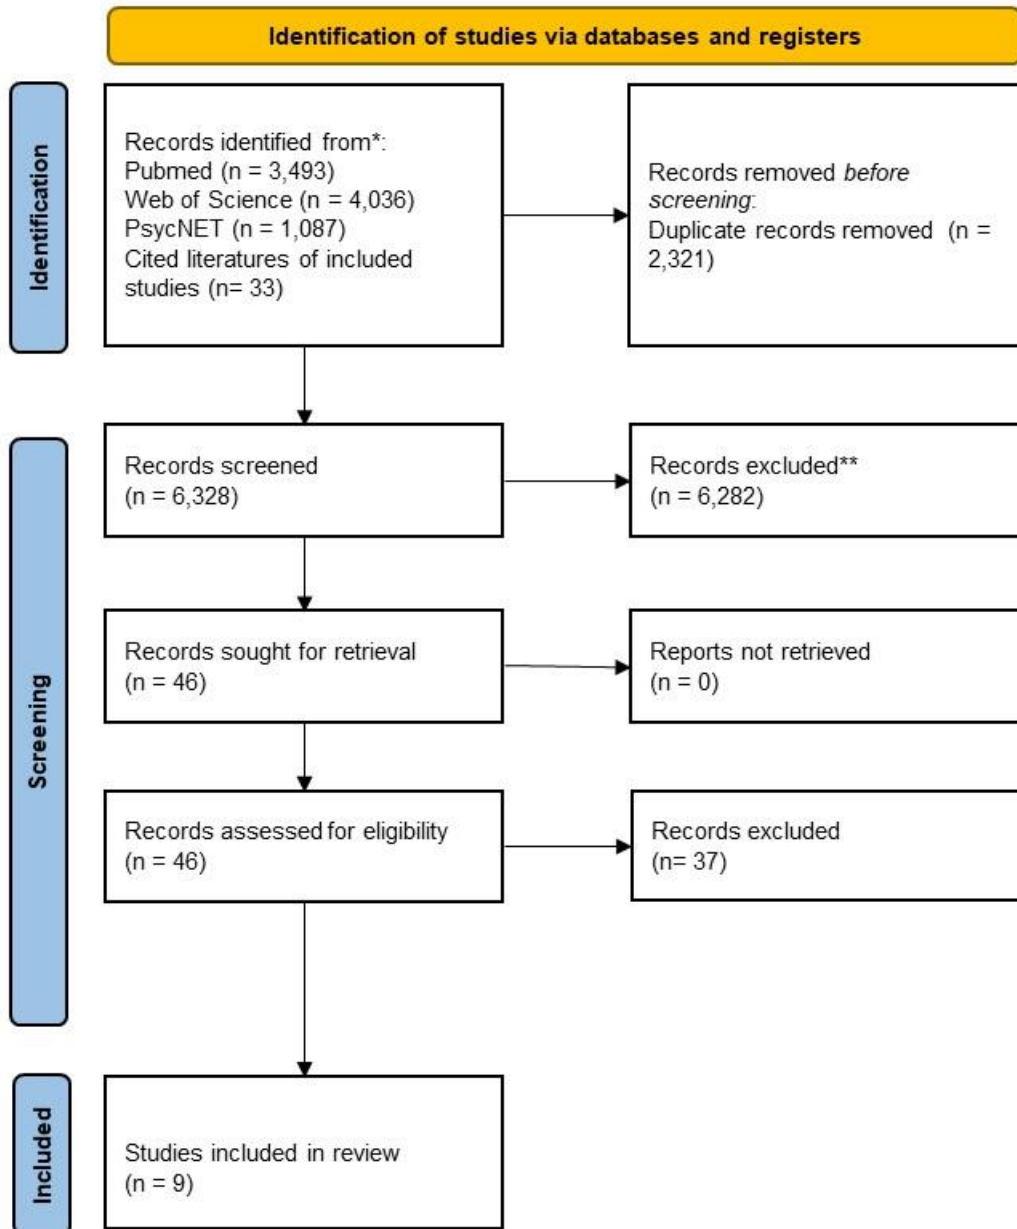 Identification of studies via databases and registers
Identification
Records identified from*:
Pubmed (n = 3,493)
Web of Science (n = 4,036)
PsycNET (n = 1,087)
Cited literatures of included
studies (n= 33)
Records removed before
screening:
Duplicate records removed (n =
2,321)
Screening
Records screened
(n = 6,328)
Records excluded**
(n = 6,282)
Records sought for retrieval
(n = 46)
Reports not retrieved
(n = 0)
Records assessed for eligibility
(n = 46)
Records excluded
(n= 37)
Included
Studies included in review
(n = 9)